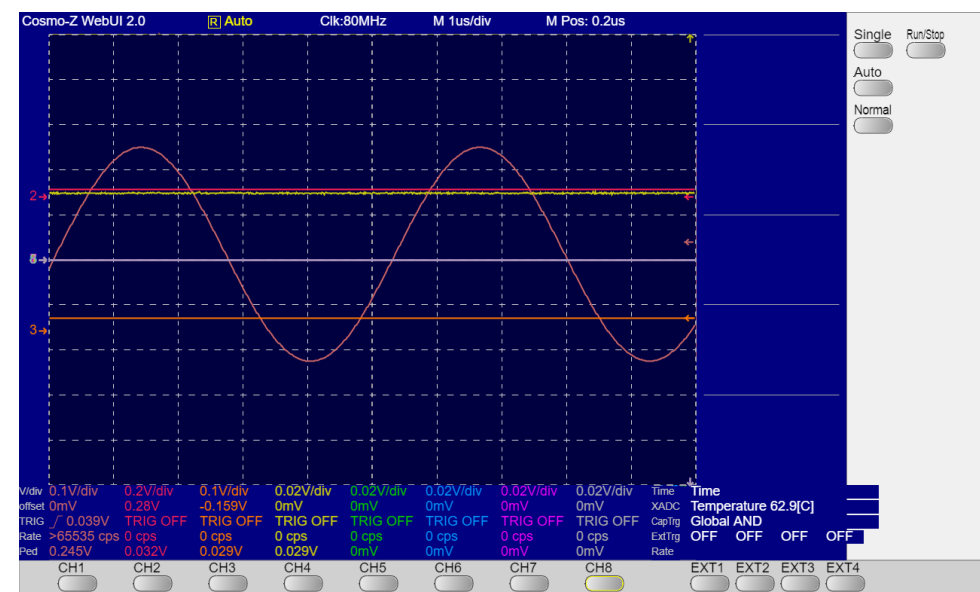 Cosmo-Z WebUI 2.0 R Auto Clk:80MHz M 1us/div M Pos: 0.2us
Single Run/Stop
Auto
Normal
2
3
V/div 0.1V/div 0.2V/div 0.1V/div 0.02V/div 0.02V/div 0.02V/div 0.02V/div 0.02V/div Time Time
offset 0mV 0.28V -0.159V 0mV 0mV 0mV 0mV 0mV XADC Temperature 62.9[C]
TRIG 0.039V TRIG OFF TRIG OFF TRIG OFF TRIG OFF TRIG OFF TRIG OFF TRIG OFF CapTrg Global AND
Rate >65535 cps 0 cps 0 cps 0 cps 0 cps 0 cps 0 cps 0 cps ExtTrg OFF OFF OFF OFF
Ped 0.245V 0.032V 0.029V 0.029V 0mV 0mV 0mV 0mV Rate
CH1 CH2 CH3 CH4 CH5 CH6 CH7 CH8 EXT1 EXT2 EXT3 EXT4